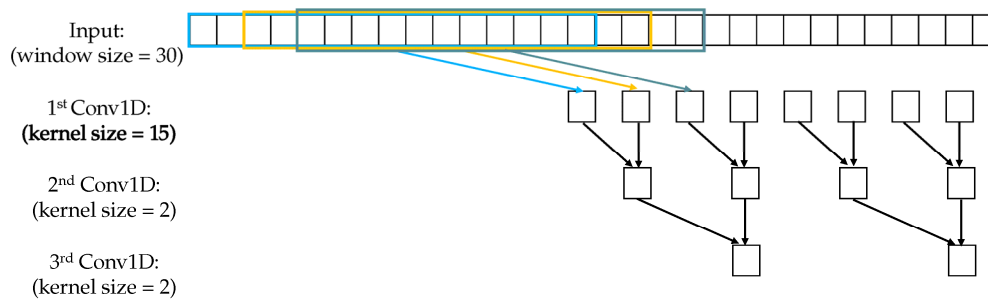 Input:
(window size = 30)
1st Conv1D:
(kernel size = 15)
2nd Conv1D:
(kernel size = 2)
3rd Conv1D:
(kernel size = 2)